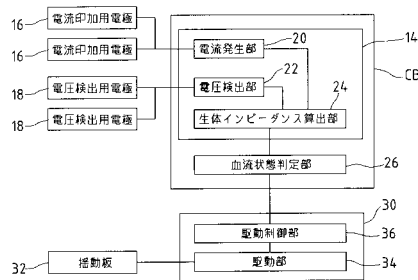 16 電流印加用電極
16 電流印加用電極
18 電圧検出用電極
18 電圧検出用電極
電流発生部 20
電圧検出部 22
生体インピーダンス算出部 24
14
CB
血流状態判定部 26
30
駆動制御部 36
32 揺動板
駆動部 34